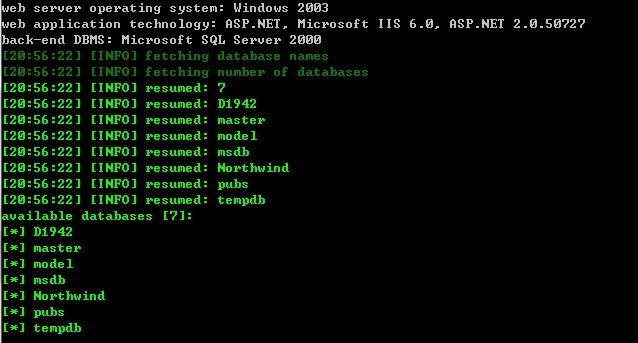 web server operating system: Windows 2003
web application technology: ASP.NET, Microsoft IIS 6.0, ASP.NET 2.0.50727
back-end DBMS: Microsoft SQL Server 2000
[20:56:22] [INFO] fetching database names
[20:56:22] [INFO] fetching number of databases
[20:56:22] [INFO] resumed: 7
[20:56:22] [INFO] resumed: D1942
[20:56:22] [INFO] resumed: master
[20:56:22] [INFO] resumed: model
[20:56:22] [INFO] resumed: msdb
[20:56:22] [INFO] resumed: Northwind
[20:56:22] [INFO] resumed: pubs
[20:56:22] [INFO] resumed: tempdb
available databases [7]:
[*] D1942
[*] master
[*] model
[*] msdb
[*] Northwind
[*] pubs
[*] tempdb